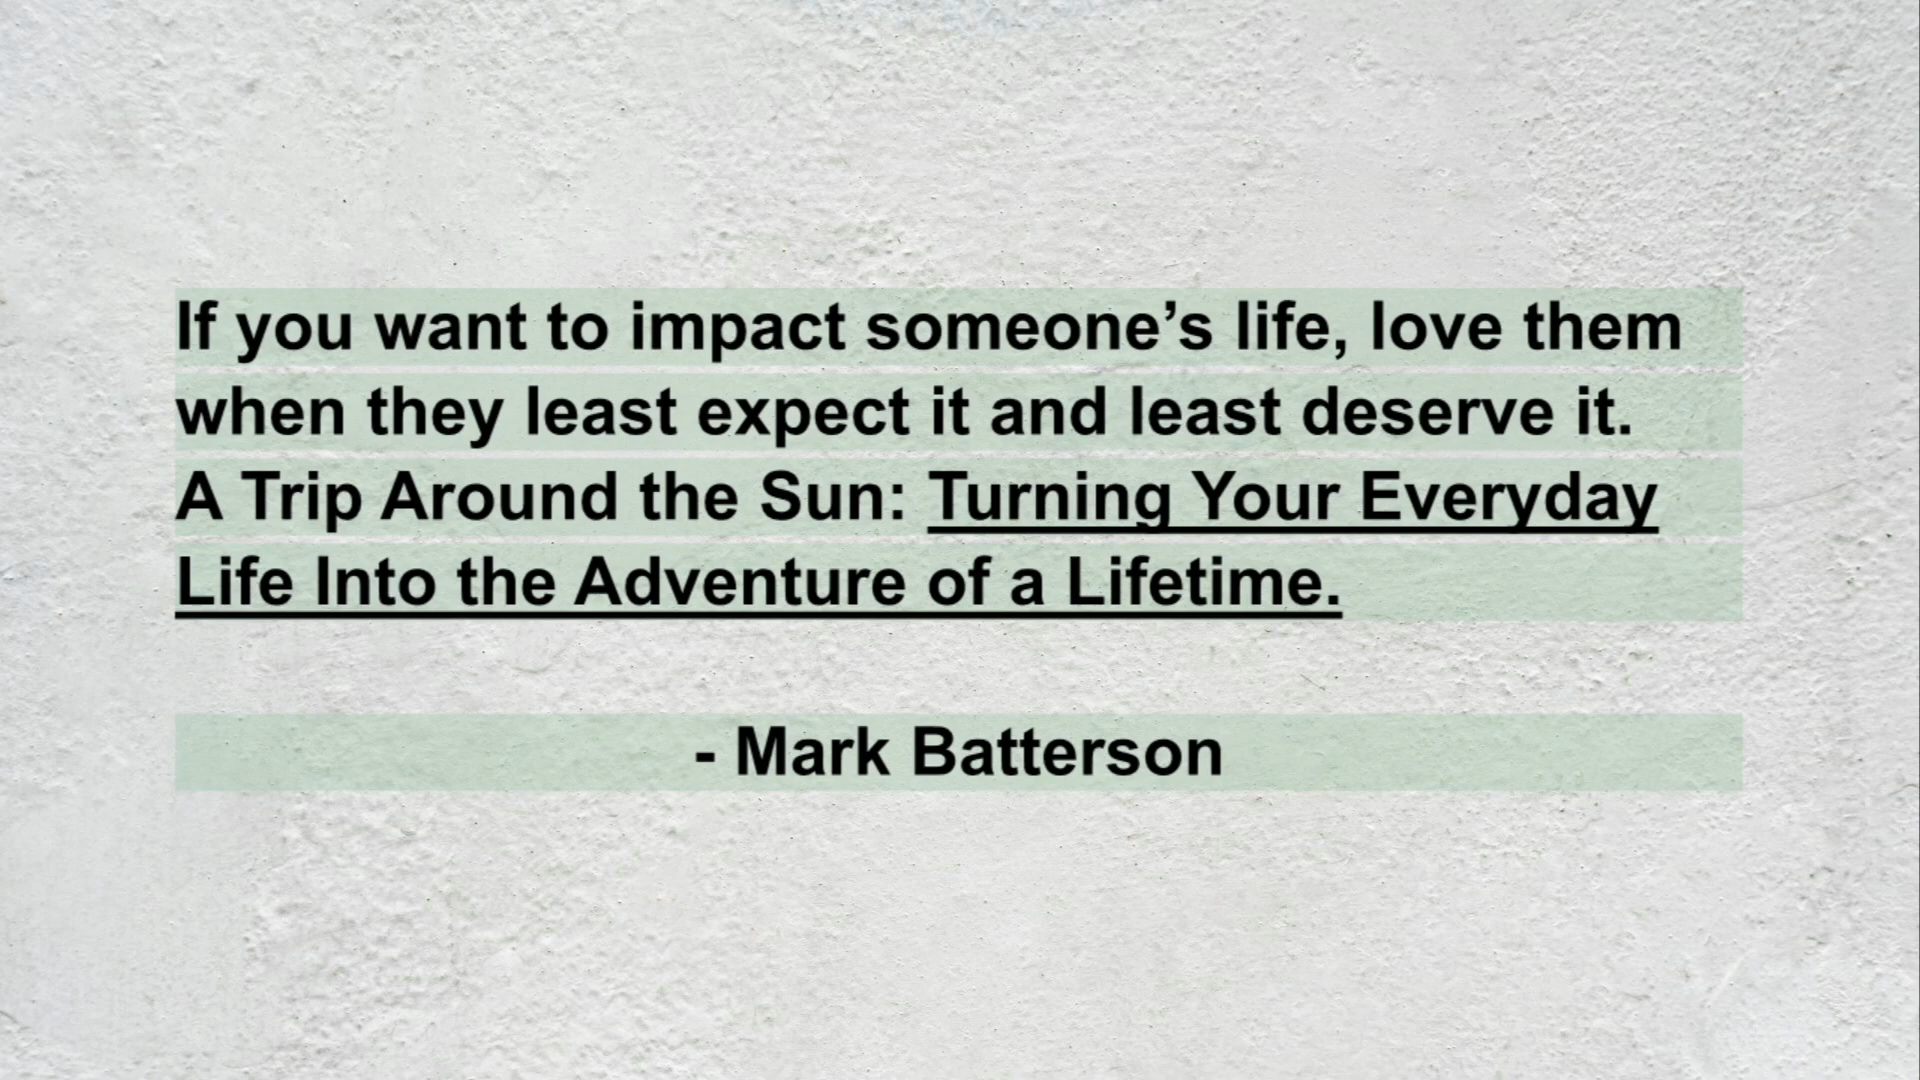 If you want to impact someone’s life, love them
when they least expect it and least deserve it.
A Trip Around the Sun: Turning Your Everyday
Life Into the Adventure of a Lifetime.
- Mark Batterson